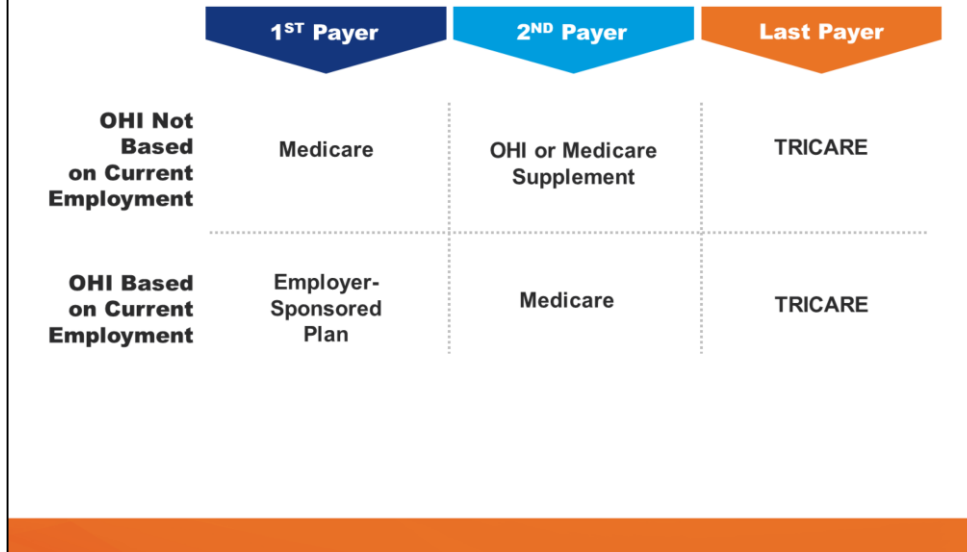 1ST Payer
2ND Payer
Last Payer
OHI Not
Based
on Current
Employment
Medicare
OHI or Medicare
Supplement
TRICARE
OHI Based
on Current
Employment
Employer-
Sponsored
Plan
Medicare
TRICARE